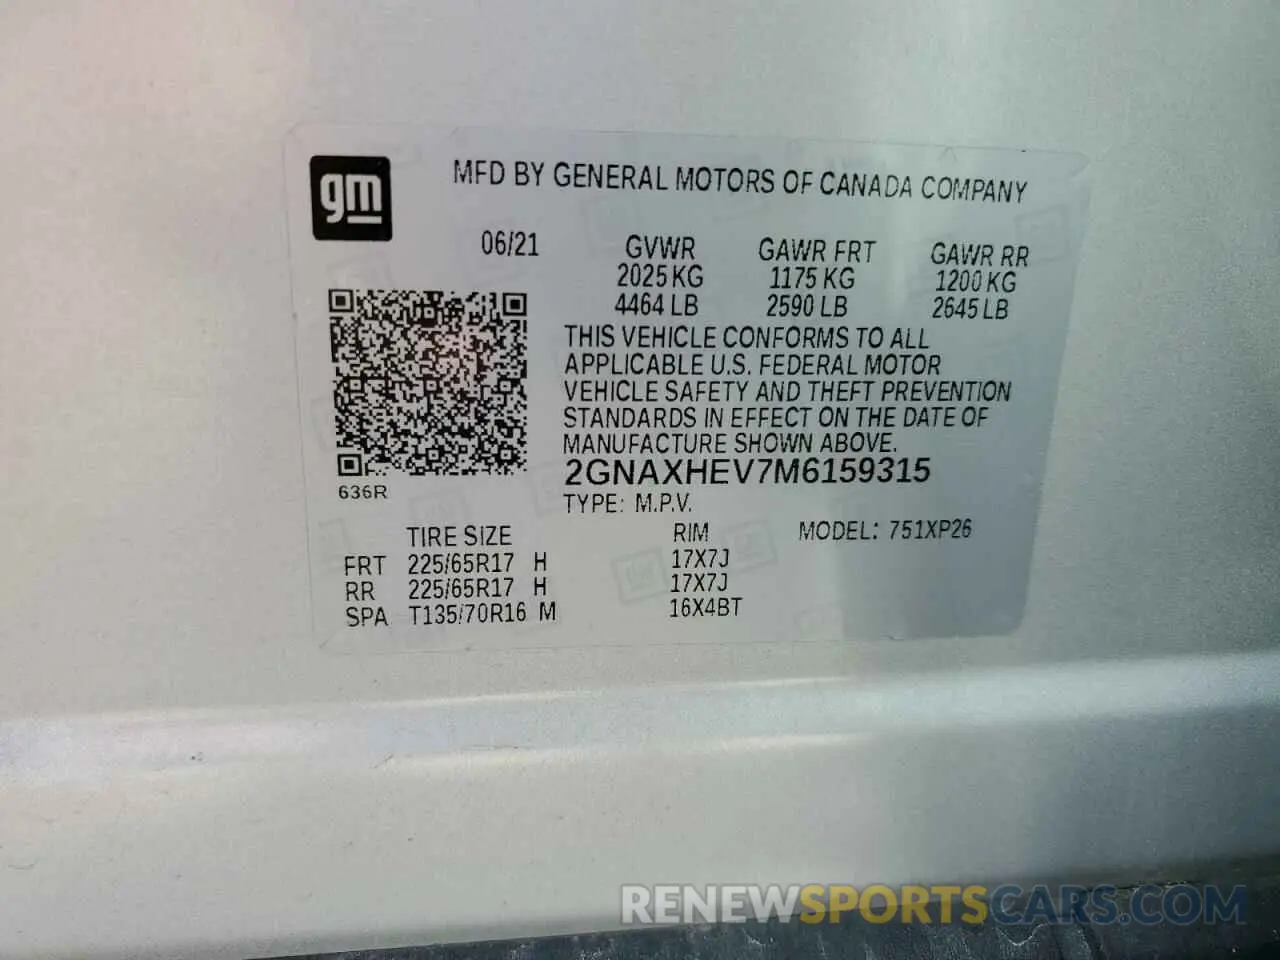 gm
MFD BY GENERAL MOTORS OF CANADA COMPANY
06/21 GVWR GAWR FRT GAWR RR
2025 KG 1175 KG 1200 KG
4464 LB 2590 LB 2645 LB
THIS VEHICLE CONFORMS TO ALL
APPLICABLE U.S. FEDERAL MOTOR
VEHICLE SAFETY AND THEFT PREVENTION
STANDARDS IN EFFECT ON THE DATE OF
MANUFACTURE SHOWN ABOVE.
2GNAXHEV7M6159315
636R
TYPE: M.P.V.
TIRE SIZE RIM MODEL: 751XP26
FRT 225/65R17 H 17X7J
RR 225/65R17 H 17X7J
SPA T135/70R16 M 16X4BT
RENEWSPORTSCARS.COM